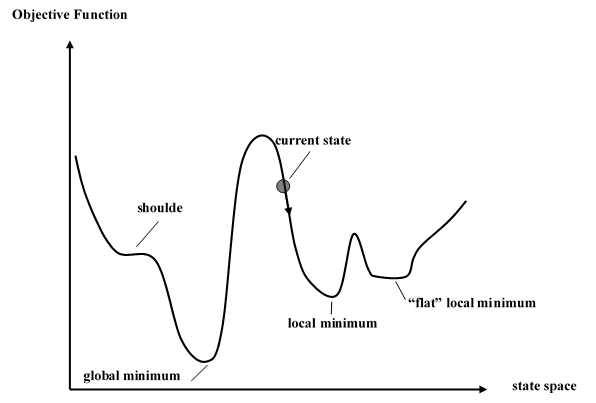 Objective Function
current state
shoulde
"flat" local minimum
local minimum
global minimum
state space